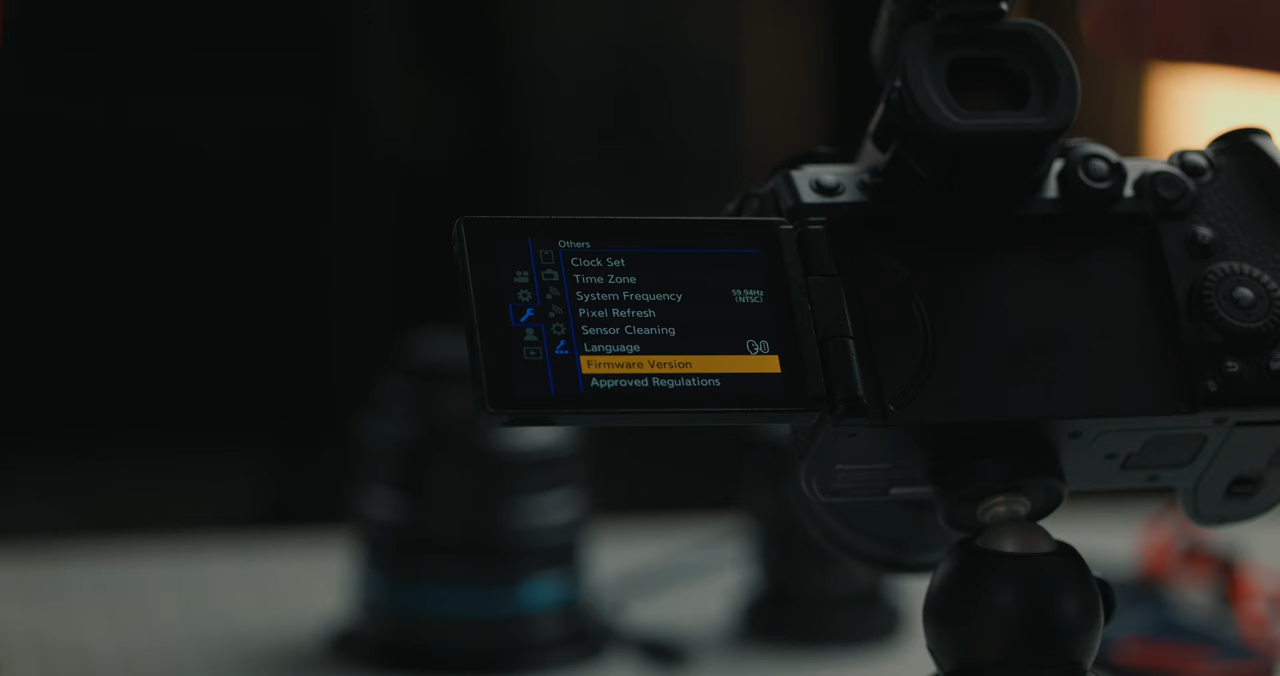 Others
Clock Set
Time Zone
System Frequency 59.94Hz (NTSC)
Pixel Refresh
Sensor Cleaning
Language
Firmware Version
Approved Regulations